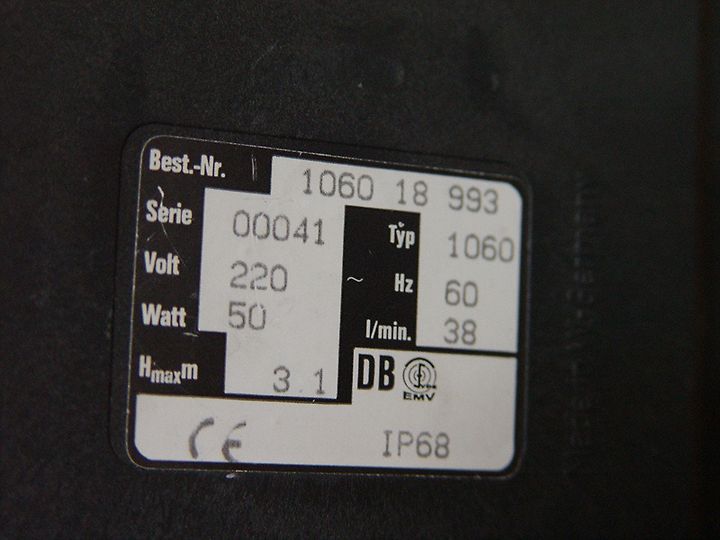 Best.-Nr. 1060 18 993
Serie 00041 Typ 1060
Volt 220 ~ Hz 60
Watt 50 l/min. 38
Hmaxm 3 1 DB
EMV
CE IP68